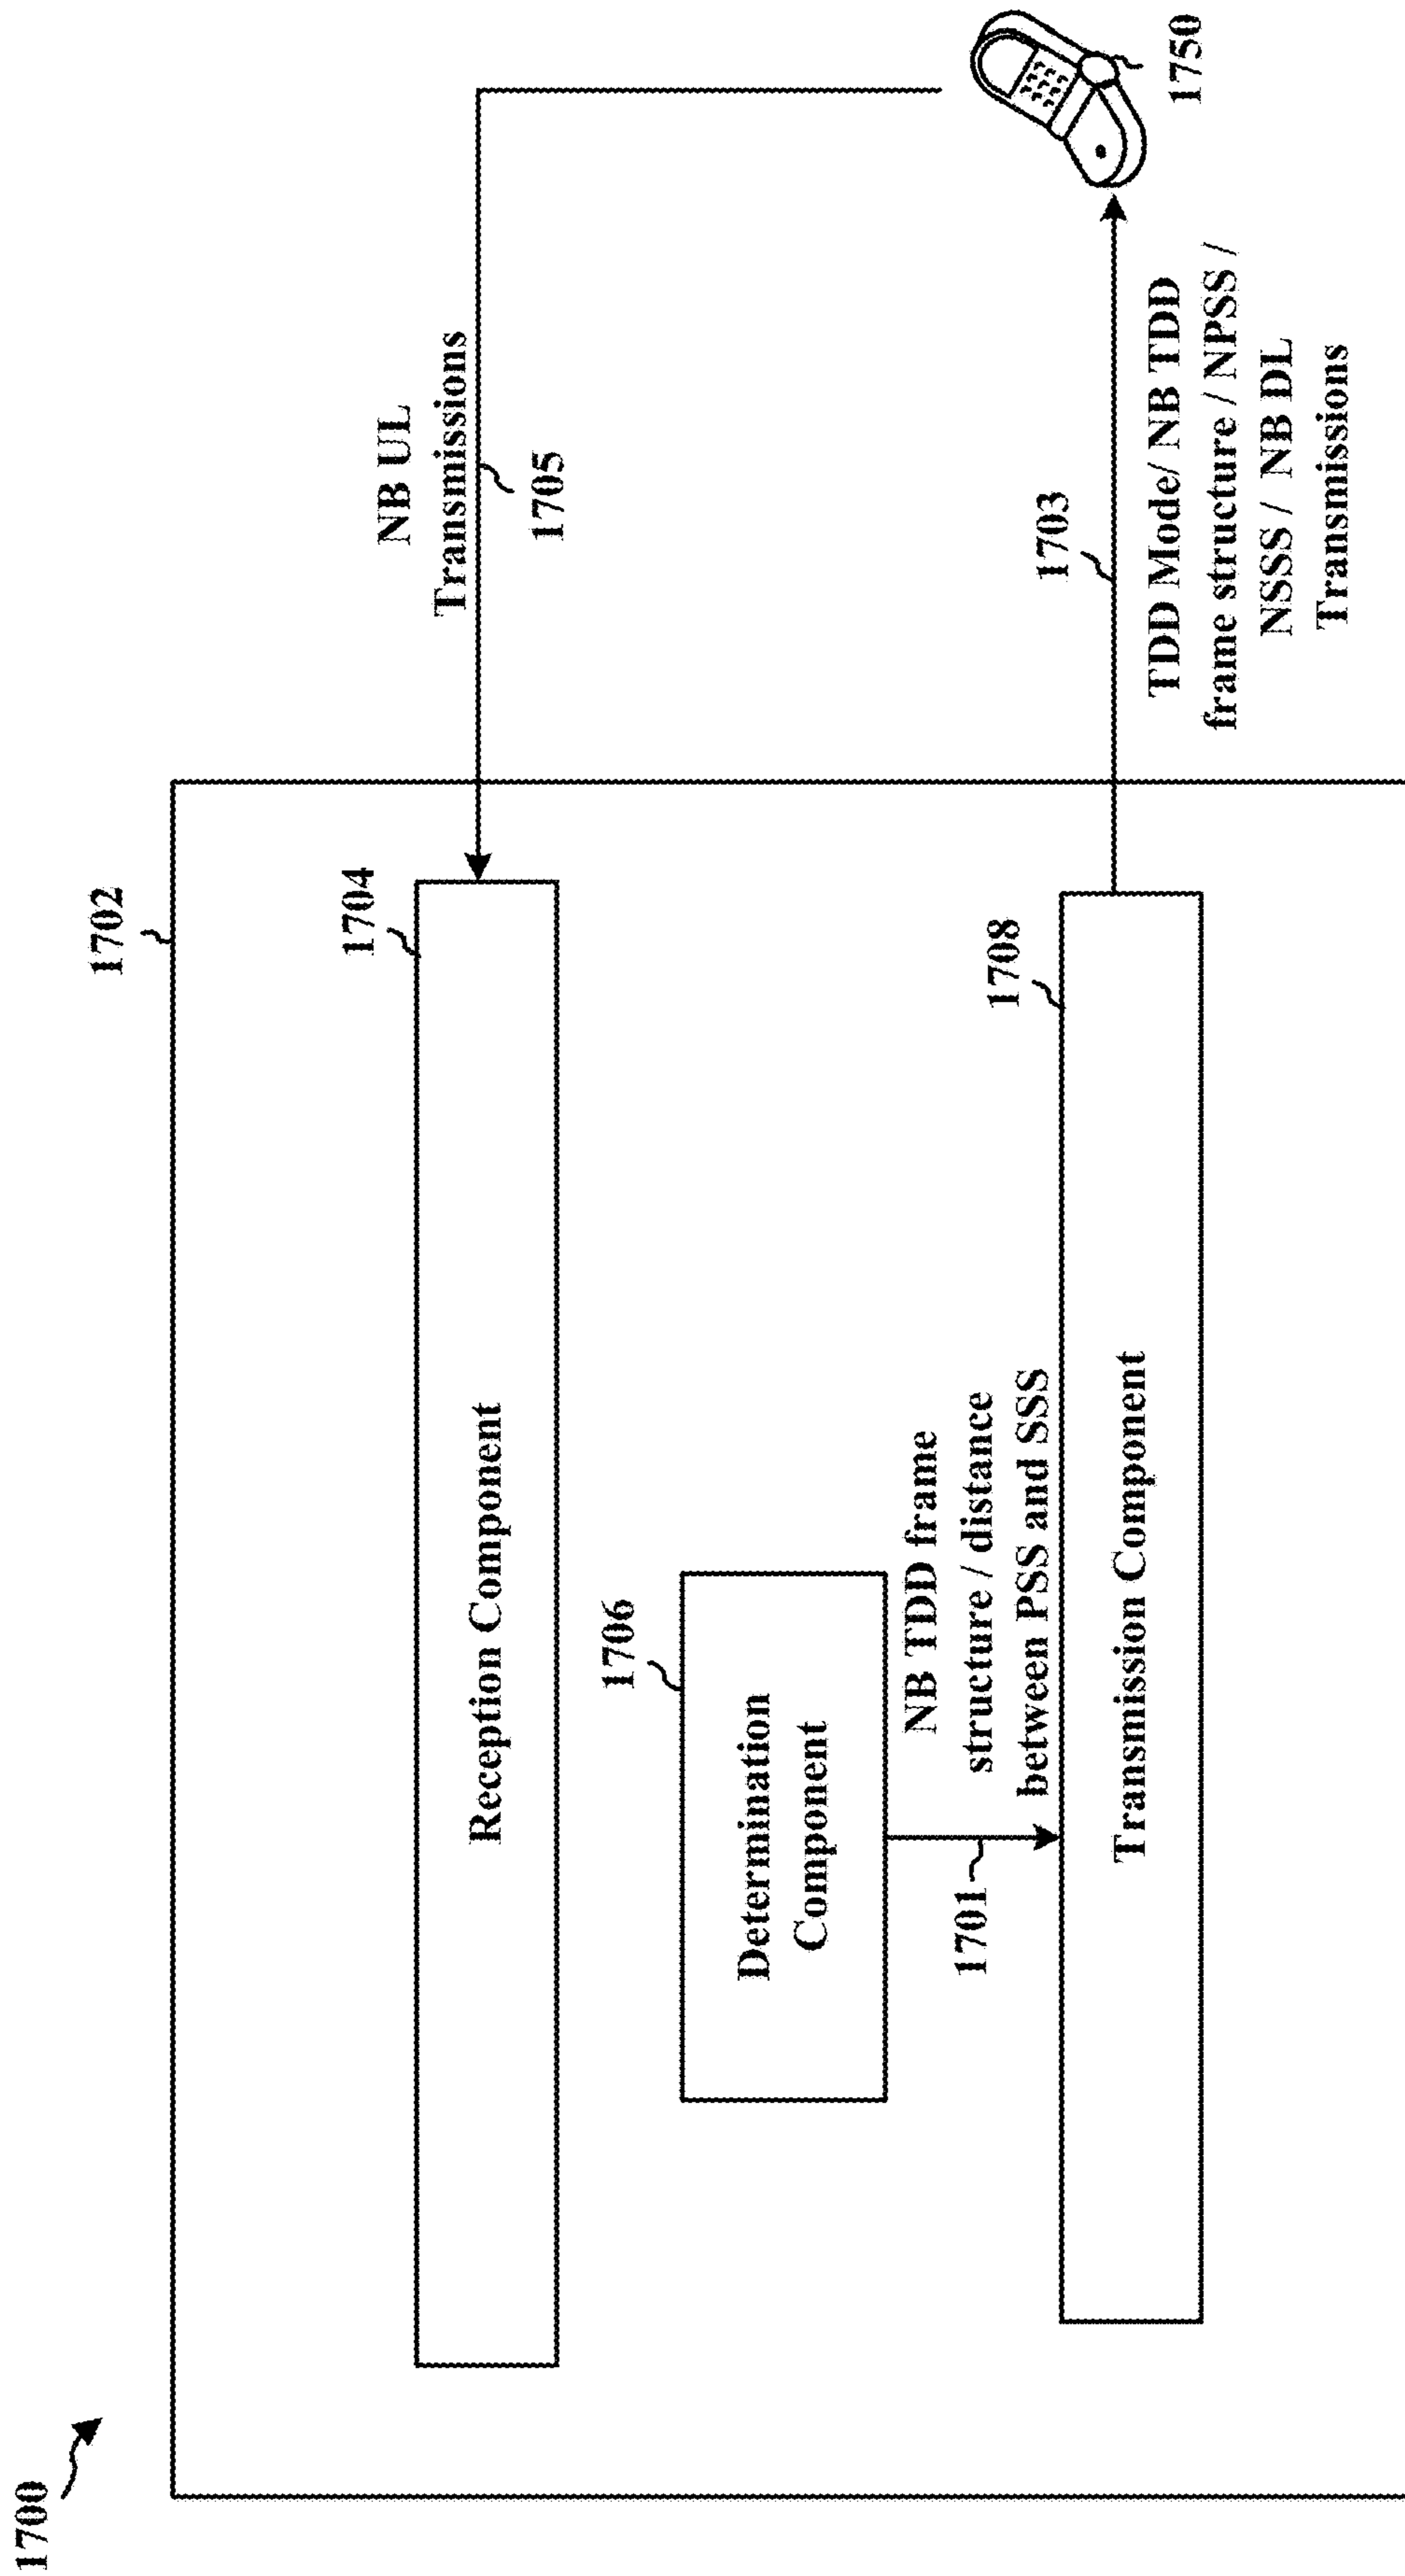 1700
1702
1704
Reception Component
NB UL
Transmissions
1705
1706
Determination
Component
1701
NB TDD frame
structure / distance
between PSS and SSS
1708
Transmission Component
1703
TDD Mode/ NB TDD
frame structure / NPSS /
NSSS / NB DL
Transmissions
1750